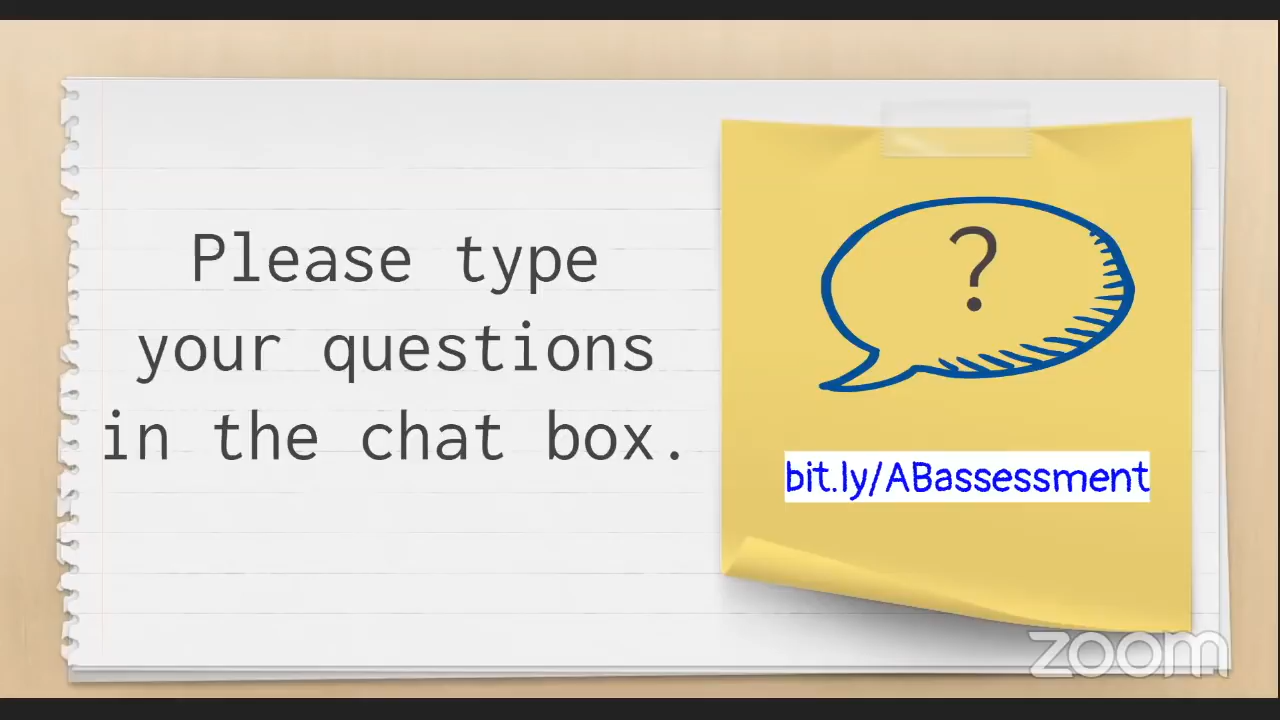 Please type
your questions
in the chat box.
?
bit.ly/ABassessment
zoom